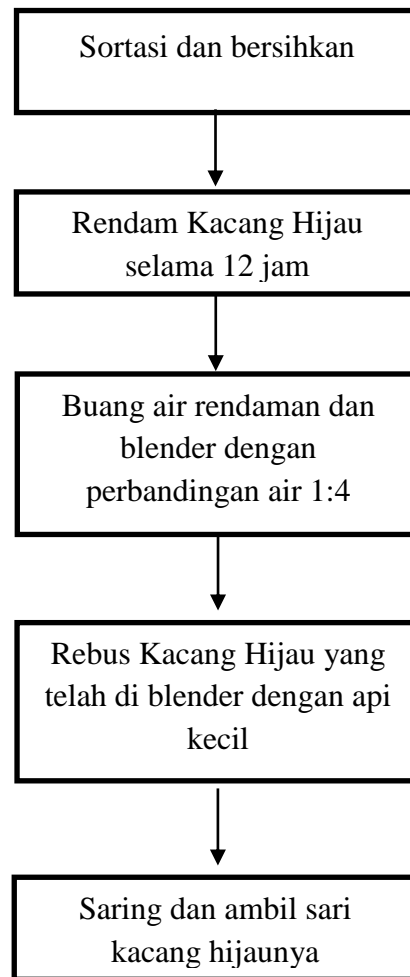 Sortasi dan bersihkan
Rendam Kacang Hijau
selama 12 jam
Buang air rendaman dan
blender dengan
perbandingan air 1:4
Rebus Kacang Hijau yang
telah di blender dengan api
kecil
Saring dan ambil sari
kacang hijaunya